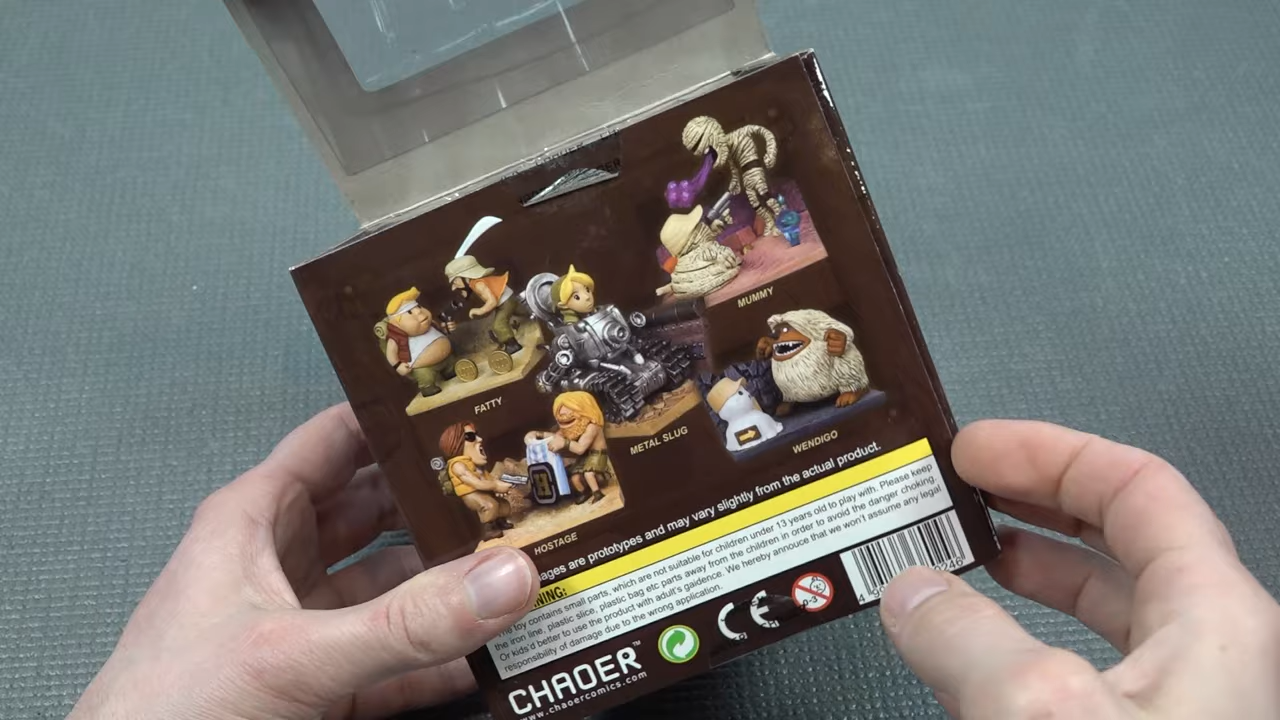 MUMMY
FATTY
METAL SLUG
WENDIGO
HOSTAGE
are prototypes and may vary slightly from the actual product.
toy contains small parts, which are not suitable for children under 13 years old to play with. Please keep
the iron line, plastic slice, plastic bag etc parts away from the children in order to avoid the danger choking.
Or kids'd better to use the product with adult's gaidence. We hereby annouce that we won't assume any legal
responsibility of damage due to the wrong application.
CE
0-3
CHAOER™
www.chaoercomics.com